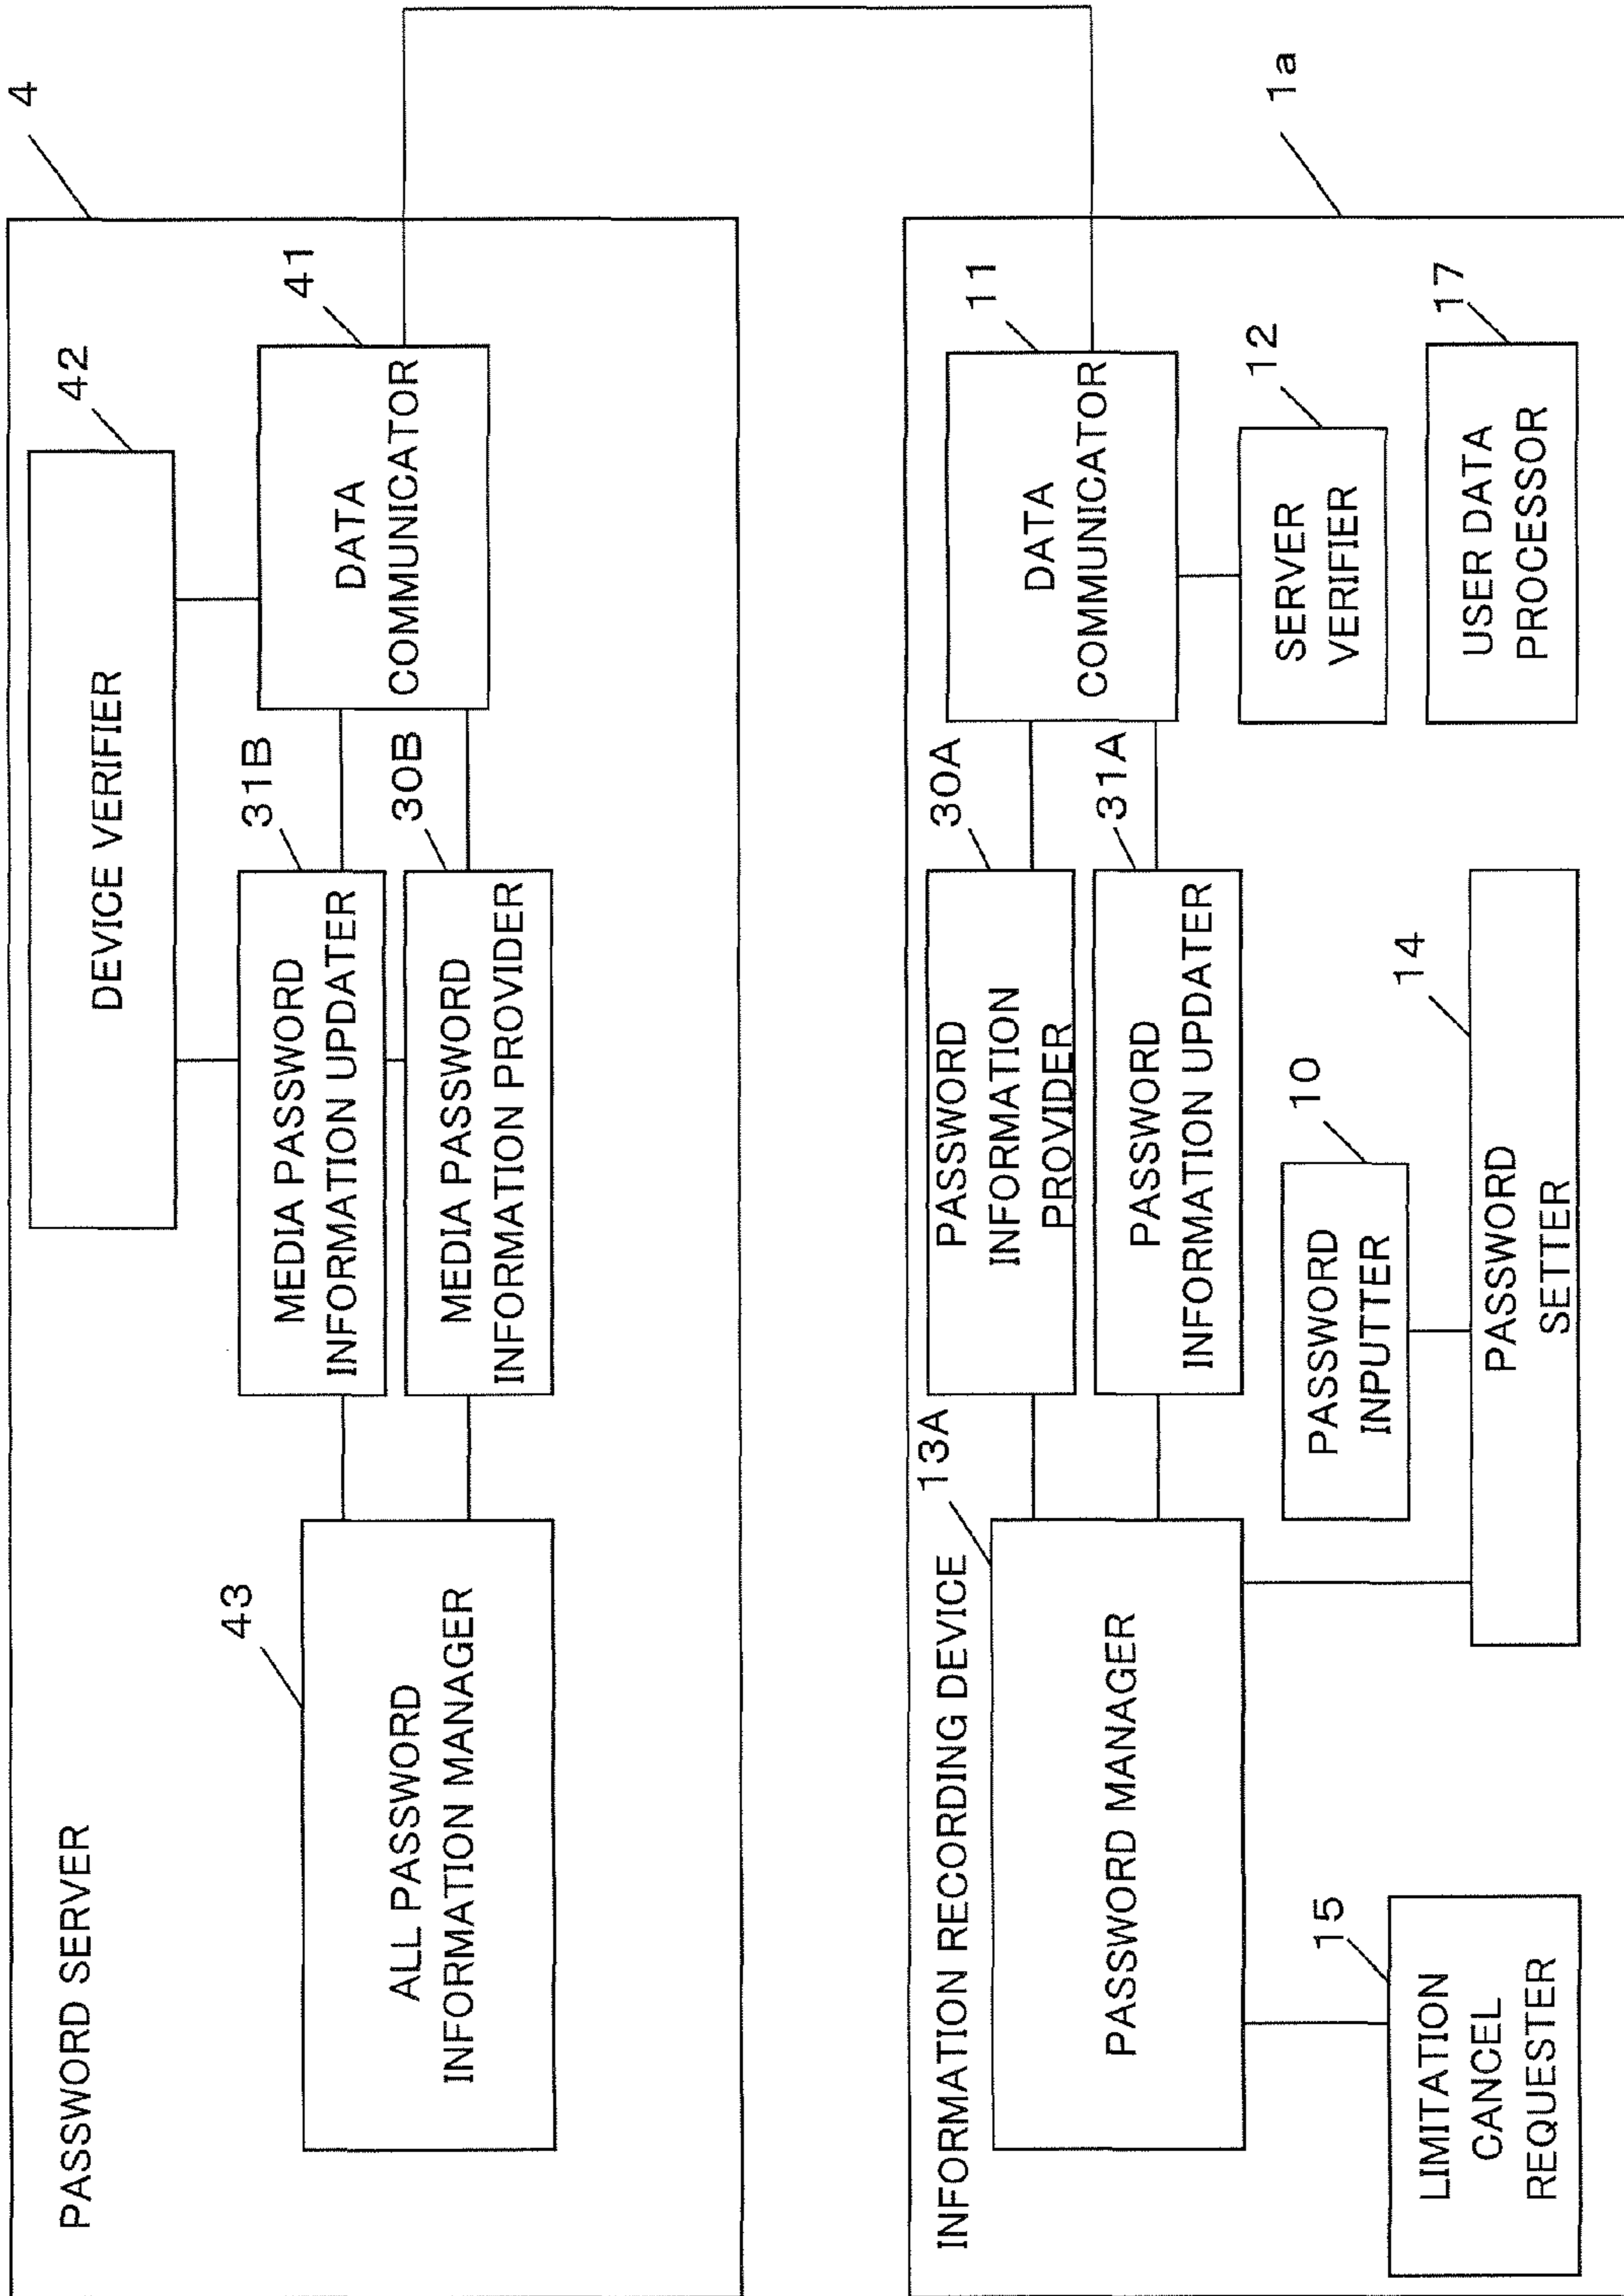 PASSWORD SERVER
4
DEVICE VERIFIER
42
MEDIA PASSWORD
INFORMATION UPDATER
31B
DATA
COMMUNICATOR
41
ALL PASSWORD
INFORMATION MANAGER
43
MEDIA PASSWORD
INFORMATION PROVIDER
30B
INFORMATION RECORDING DEVICE
1a
13A
PASSWORD MANAGER
PASSWORD
INFORMATION
PROVIDER
30A
DATA
COMMUNICATOR
11
PASSWORD
INFORMATION UPDATER
31A
SERVER
VERIFIER
12
PASSWORD
INPUTTER
10
LIMITATION
CANCEL
REQUESTER
15
PASSWORD
SETTER
14
USER DATA
PROCESSOR
17